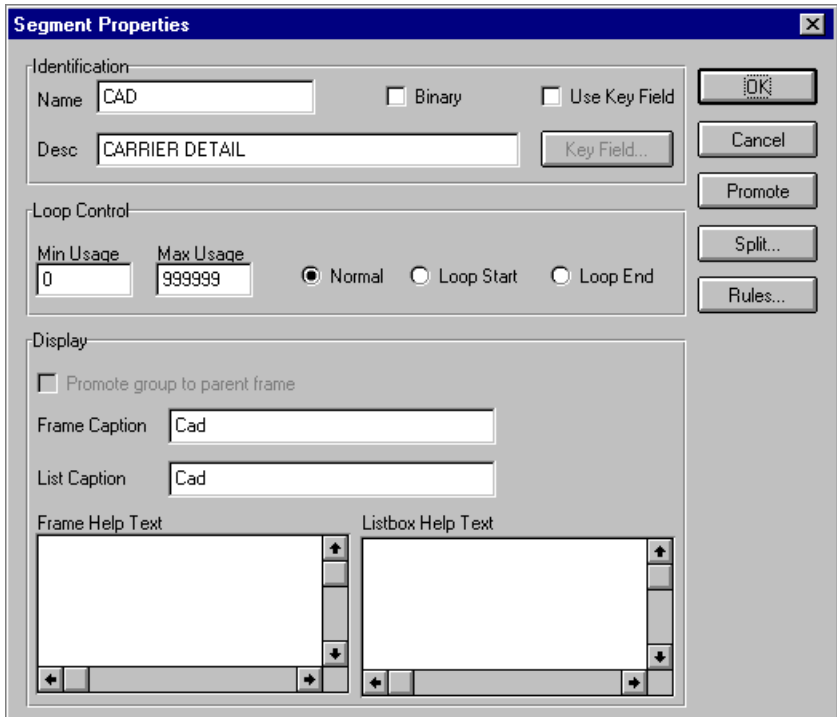 Segment Properties
Identification
Name CAD Binary Use Key Field
Desc CARRIER DETAIL Key Field...
OK
Cancel
Promote
Split...
Rules...
Loop Control
Min Usage Max Usage
0 999999 Normal Loop Start Loop End
Display
Promote group to parent frame
Frame Caption Cad
List Caption Cad
Frame Help Text Listbox Help Text